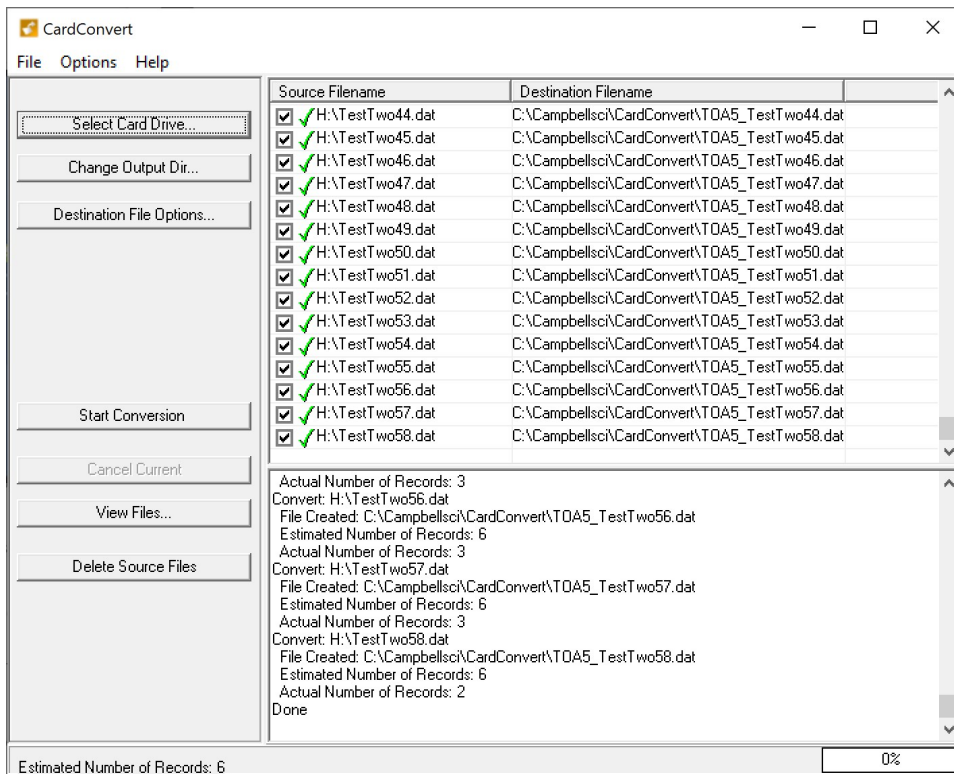 CardConvert
File Options Help
Select Card Drive...
Change Output Dir...
Destination File Options...
Start Conversion
Cancel Current
View Files...
Delete Source Files
Source Filename Destination Filename
H:\TestTwo44.dat C:\Campbellsci\CardConvert\TOA5_TestTwo44.dat
H:\TestTwo45.dat C:\Campbellsci\CardConvert\TOA5_TestTwo45.dat
H:\TestTwo46.dat C:\Campbellsci\CardConvert\TOA5_TestTwo46.dat
H:\TestTwo47.dat C:\Campbellsci\CardConvert\TOA5_TestTwo47.dat
H:\TestTwo48.dat C:\Campbellsci\CardConvert\TOA5_TestTwo48.dat
H:\TestTwo49.dat C:\Campbellsci\CardConvert\TOA5_TestTwo49.dat
H:\TestTwo50.dat C:\Campbellsci\CardConvert\TOA5_TestTwo50.dat
H:\TestTwo51.dat C:\Campbellsci\CardConvert\TOA5_TestTwo51.dat
H:\TestTwo52.dat C:\Campbellsci\CardConvert\TOA5_TestTwo52.dat
H:\TestTwo53.dat C:\Campbellsci\CardConvert\TOA5_TestTwo53.dat
H:\TestTwo54.dat C:\Campbellsci\CardConvert\TOA5_TestTwo54.dat
H:\TestTwo55.dat C:\Campbellsci\CardConvert\TOA5_TestTwo55.dat
H:\TestTwo56.dat C:\Campbellsci\CardConvert\TOA5_TestTwo56.dat
H:\TestTwo57.dat C:\Campbellsci\CardConvert\TOA5_TestTwo57.dat
H:\TestTwo58.dat C:\Campbellsci\CardConvert\TOA5_TestTwo58.dat
Actual Number of Records: 3
Convert: H:\TestTwo56.dat
File Created: C:\Campbellsci\CardConvert\TOA5_TestTwo56.dat
Estimated Number of Records: 6
Actual Number of Records: 3
Convert: H:\TestTwo57.dat
File Created: C:\Campbellsci\CardConvert\TOA5_TestTwo57.dat
Estimated Number of Records: 6
Actual Number of Records: 3
Convert: H:\TestTwo58.dat
File Created: C:\Campbellsci\CardConvert\TOA5_TestTwo58.dat
Estimated Number of Records: 6
Actual Number of Records: 2
Done
Estimated Number of Records: 6
0%